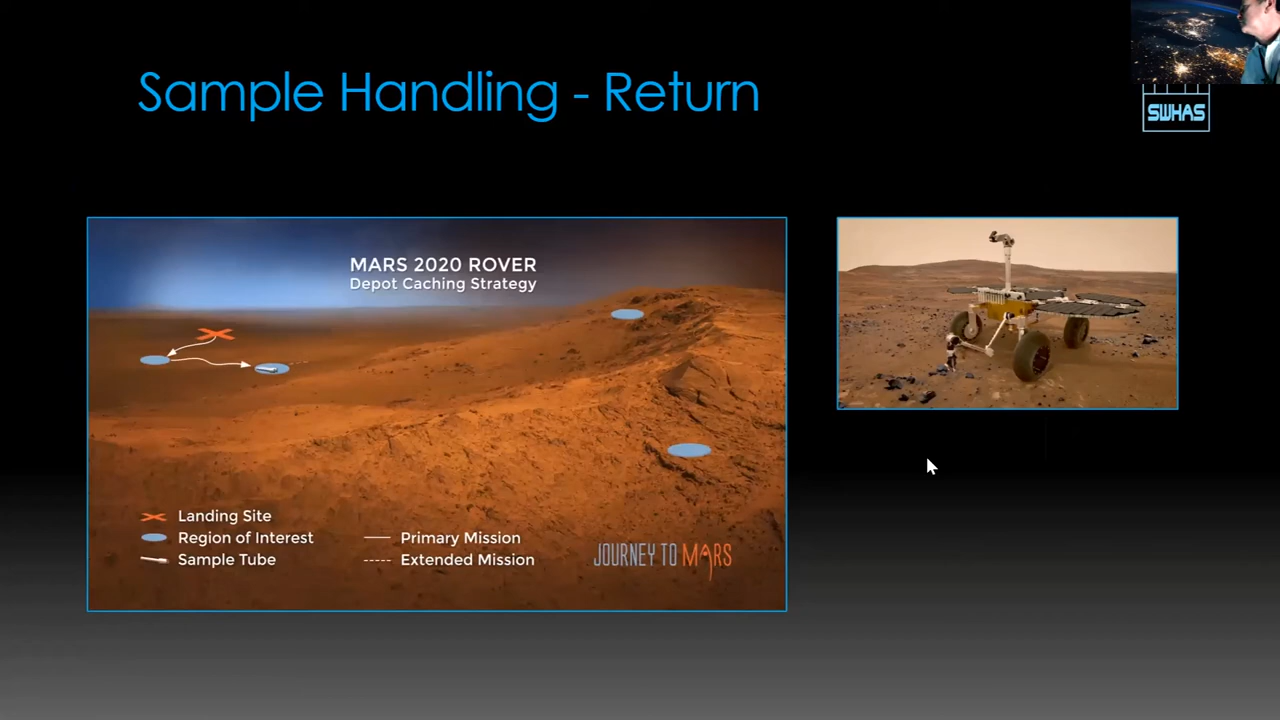 Sample Handling - Return
SWHAS
MARS 2020 ROVER
Depot Caching Strategy
Landing Site
Region of Interest
Sample Tube
Primary Mission
Extended Mission
JOURNEY TO MARS